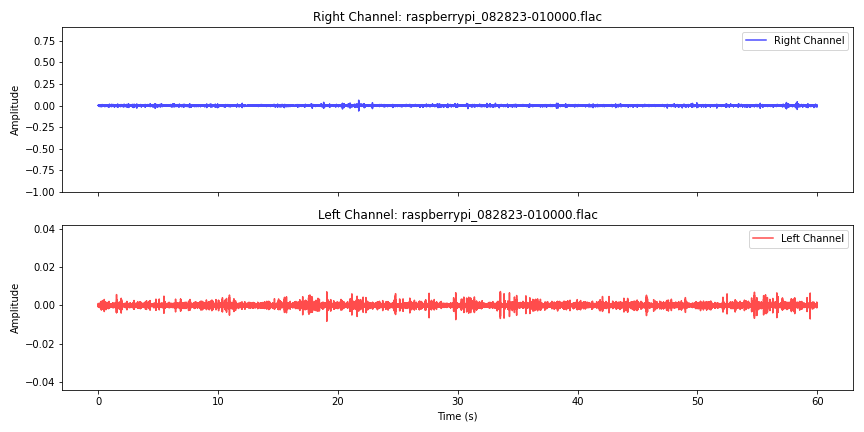 Right Channel: raspberrypi_082823-010000.flac
Right Channel
0.75
0.50
0.25
0.00
−0.25
−0.50
−0.75
−1.00
Amplitude
Left Channel: raspberrypi_082823-010000.flac
Left Channel
0.04
0.02
0.00
−0.02
−0.04
Amplitude
0 10 20 30 40 50 60
Time (s)